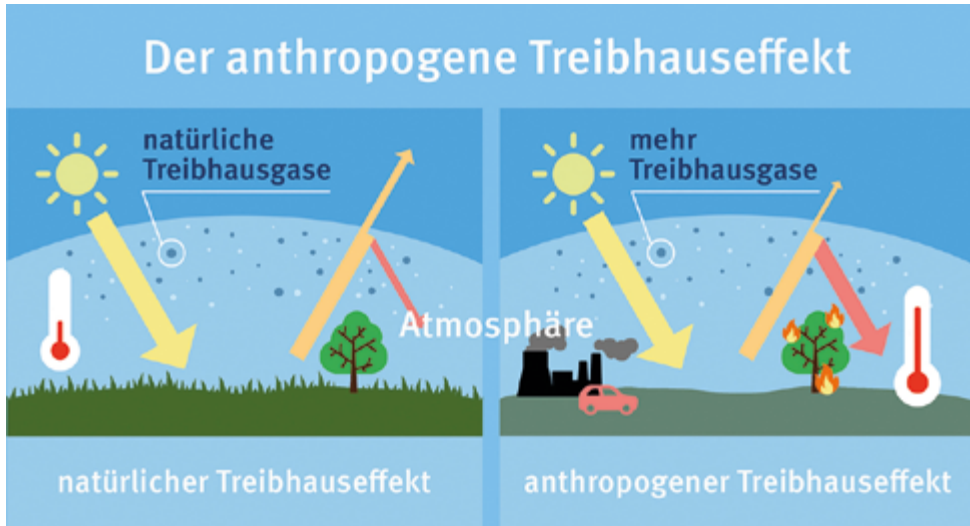 Der anthropogene Treibhauseffekt
natürliche
Treibhausgase
mehr
Treibhausgase
Atmosphäre
natürlicher Treibhauseffekt
anthropogener Treibhauseffekt